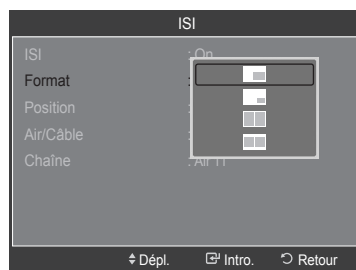 ISI
ISI : On
Format :
Position :
Air/Câble :
Chaîne : Air 11
Dépl. Intro. Retour